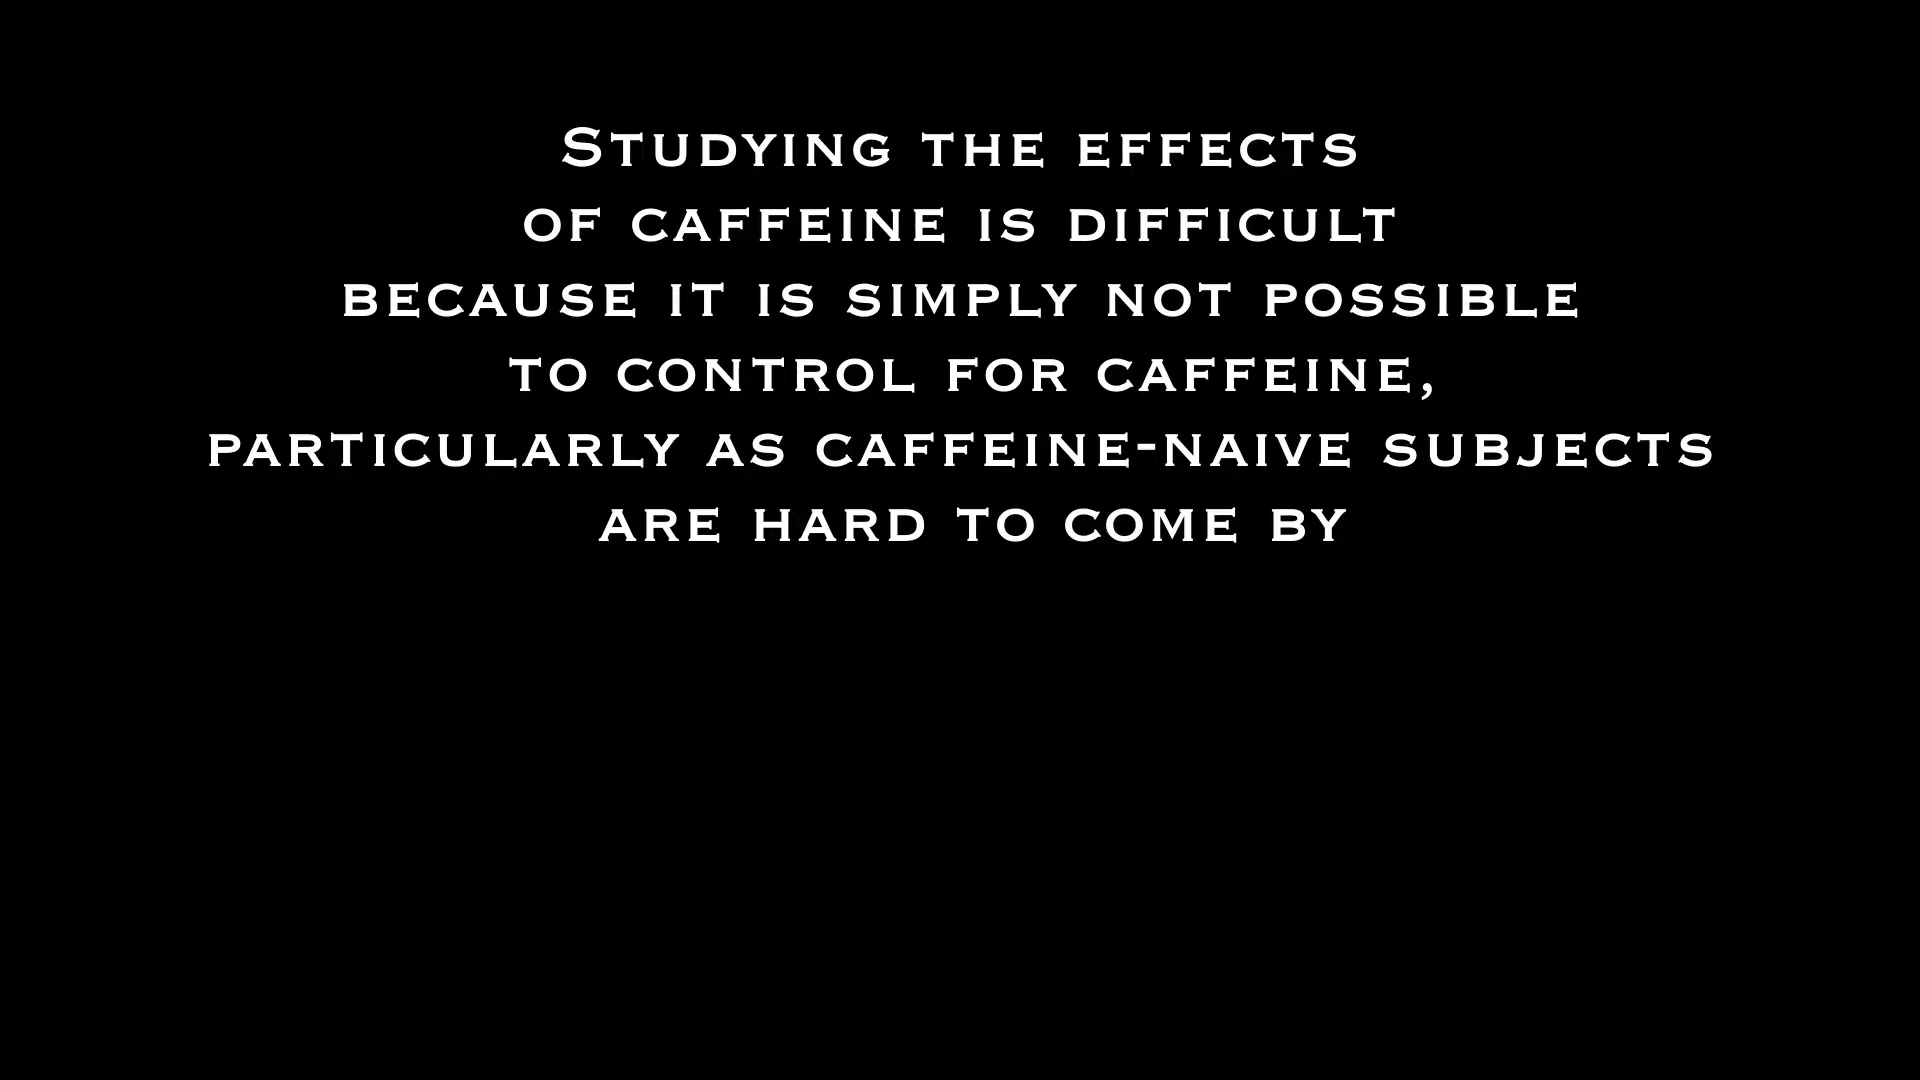 Studying the effects
of caffeine is difficult
because it is simply not possible
to control for caffeine,
particularly as caffeine-naive subjects
are hard to come by